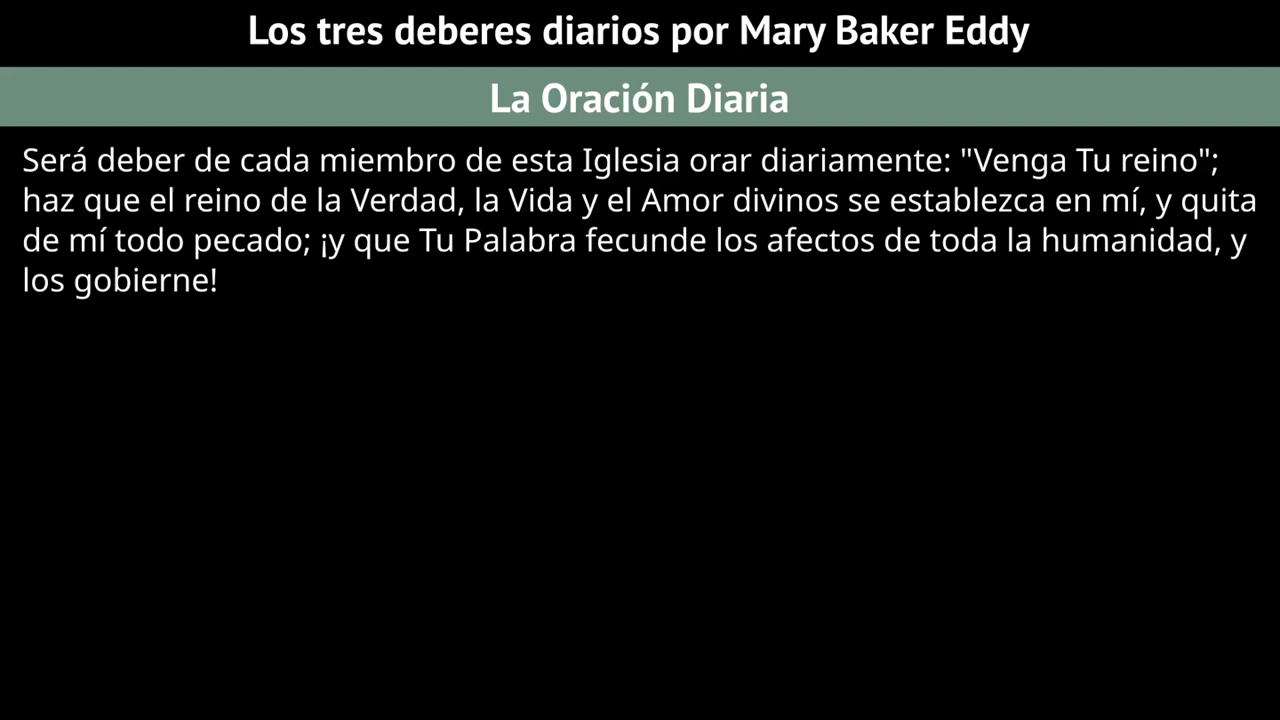 Los tres deberes diarios por Mary Baker Eddy
La Oración Diaria
Será deber de cada miembro de esta Iglesia orar diariamente: "Venga Tu reino";
haz que el reino de la Verdad, la Vida y el Amor divinos se establezca en mí, y quita
de mí todo pecado; ¡y que Tu Palabra fecunde los afectos de toda la humanidad, y
los gobierne!